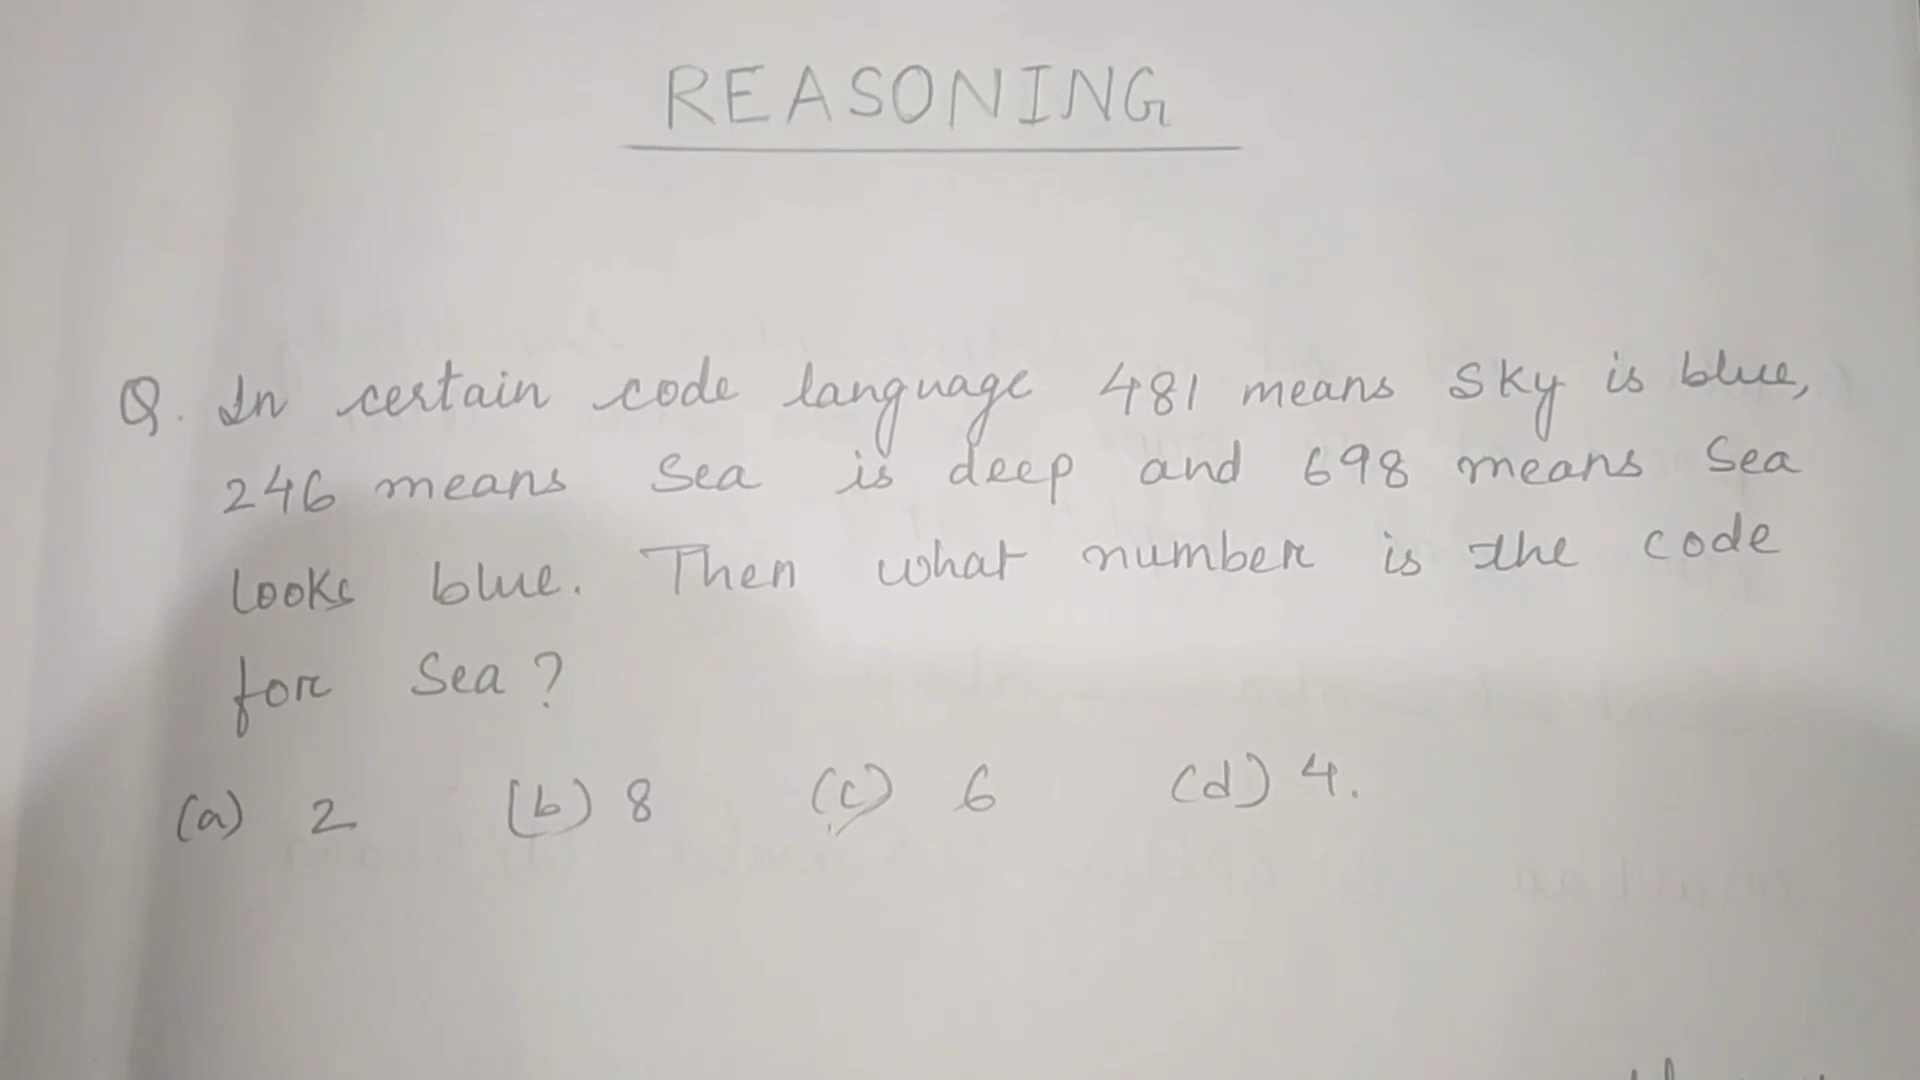 REASONING
Q. In certain code language 481 means Sky is blue,
246 means Sea is deep and 698 means Sea
looks blue. Then what number is the code
for Sea?
(a) 2 (b) 8 (c) 6 (d) 4.